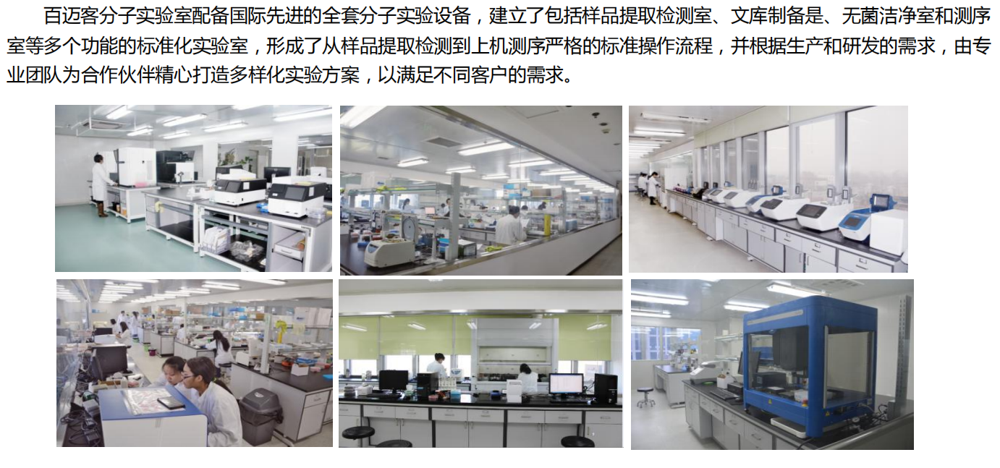 百迈客分子实验室配备国际先进的全套分子实验设备，建立了包括样品提取检测室、文库制备是、无菌洁净室和测序
室等多个功能的标准化实验室，形成了从样品提取检测到上机测序严格的标准操作流程，并根据生产和研发的需求，由专
业团队为合作伙伴精心打造多样化实验方案，以满足不同客户的需求。